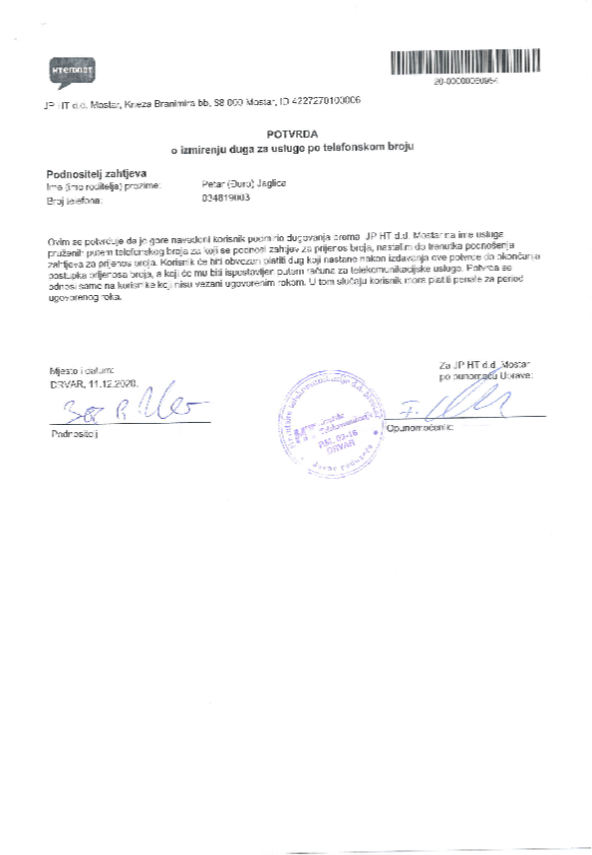 HTeronet
20-00000050954
JP HT d.d. Mostar, Kneza Branimira bb, 88 000 Mostar, ID 4227270100006
POTVRDA
o izmirenju duga za usluge po telefonskom broju
Podnositelj zahtjeva
Ime (ime roditelja) prezime: Petar (Đuro) Jaglica
Broj telefona: 034819003
Ovim se potvrđuje da je gore navedeni korisnik podmirio dugovanja prema JP HT d.d. Mostar na ime usluga
pruženih putem telefonskog broja za koji se podnosi zahtjev za prijenos broja, nastalim do trenutka podnošenja
zahtjeva za prijenos broja. Korisnik će biti obvezan platiti dug koji nastane nakon izdavanja ove potvrde do okončanja
postupka prijenosa broja, a koji će mu biti ispostavljen putem računa za telekomunikacijske usluge. Potvrda se
odnosi samo na korisnike koji nisu vezani ugovorenim rokom. U tom slučaju korisnik mora platiti penale za period
ugovorenog roka.
Mjesto i datum:
DRVAR, 11.12.2020.
Podnositelj
Za JP HT d.d. Mostar
po punomoću Uprave:
Opunomoćenik:
DRVAR